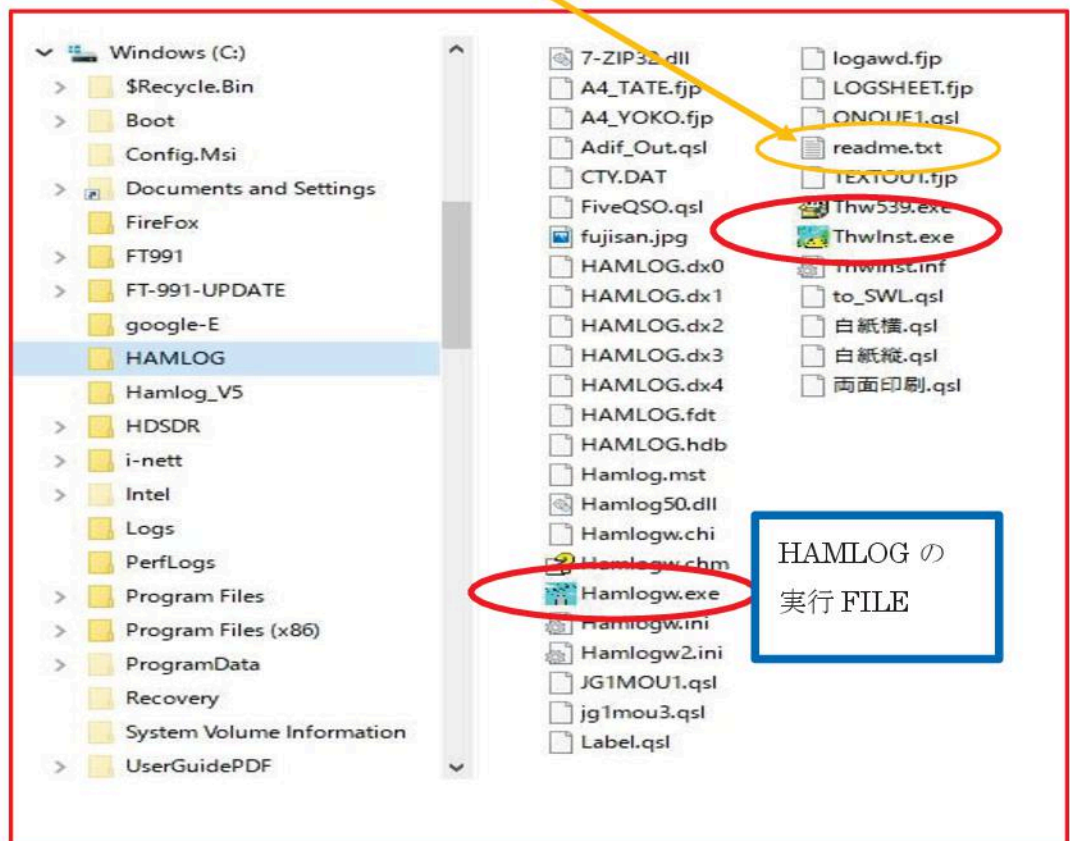 Windows (C:)
$Recycle.Bin
Boot
Config.Msi
Documents and Settings
FireFox
FT991
FT-991-UPDATE
google-E
HAMLOG
Hamlog_V5
HDSDR
i-nett
Intel
Logs
PerfLogs
Program Files
Program Files (x86)
ProgramData
Recovery
System Volume Information
UserGuidePDF
7-ZIP32.dll
A4_TATE.fjp
A4_YOKO.fjp
Adif_Out.qsl
CTY.DAT
FiveQSO.qsl
fujisan.jpg
HAMLOG.dx0
HAMLOG.dx1
HAMLOG.dx2
HAMLOG.dx3
HAMLOG.dx4
HAMLOG.fdt
HAMLOG.hdb
Hamlog.mst
Hamlog50.dll
Hamlogw.chi
Hamlogw.chm
Hamlogw.exe
Hamlogw.ini
Hamlogw2.ini
JG1MOU1.qsl
jg1mou3.qsl
Label.qsl
logawd.fjp
LOGSHEET.fjp
ONOUE1.qsl
readme.txt
TEXTOUT.fjp
Thw539.exe
ThwInst.exe
ThwInst.inf
to_SWL.qsl
白紙横.qsl
白紙縦.qsl
両面印刷.qsl
HAMLOG の
実行 FILE